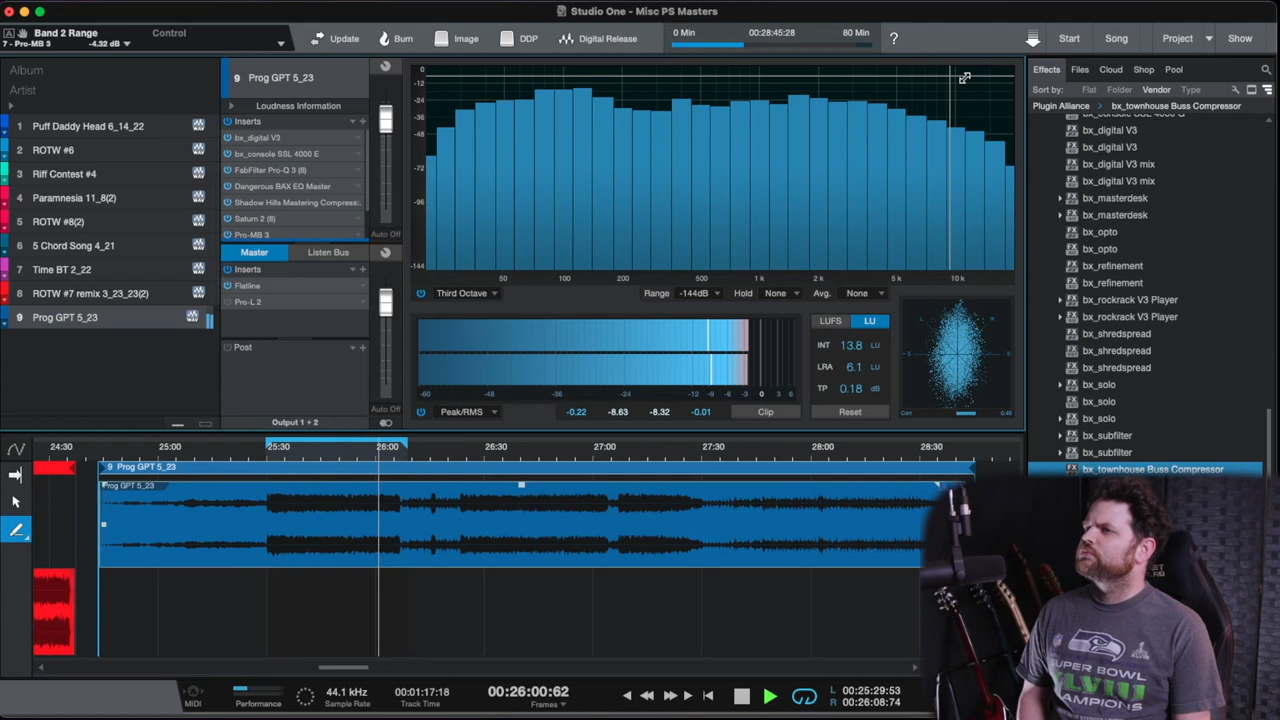 Studio One - Misc PS Masters
Band 2 Range
7 - Pro-MB 3
-4.32 dB
Control
Update
Burn
Image
DDP
Digital Release
0 Min
00:28:45:28
80 Min
?
Start
Song
Project
Show
Album
Artist
1 Puff Daddy Head 6_14_22
2 ROTW #6
3 Riff Contest #4
4 Paramnesia 11_8(2)
5 ROTW #8(2)
6 5 Chord Song 4_21
7 Time BT 2_22
8 ROTW #7 remix 3_23_23(2)
9 Prog GPT 5_23
9 Prog GPT 5_23
Loudness Information
Inserts
bx_digital V3
bx_console SSL 4000 E
FabFilter Pro-Q 3 (8)
Dangerous BAX EQ Master
Shadow Hills Mastering Compress
Saturn 2 (8)
Pro-MB 3
Auto Off
Master
Listen Bus
Inserts
Flatline
Pro-L 2
Post
Auto Off
Output 1 + 2
0
-12
-24
-36
-48
-72
-96
-144
50 100 200 500 1 k 2 k 5 k 10 k
Third Octave
Range -144dB
Hold None
Avg. None
-60 -48 -36 -24 -12 -9 -6 -3 0 3 6
Peak/RMS
-0.22 -8.63 -8.32 -0.01
Clip
LUFS LU
INT 13.8 LU
LRA 6.1 LU
TP 0.18 dB
Reset
L R
S S
Corr 0.46
Effects Files Cloud Shop Pool
Sort by: Flat Folder Vendor Type
Plugin Alliance > bx_townhouse Buss Compressor
bx_digital V3
bx_digital V3
bx_digital V3 mix
bx_digital V3 mix
bx_masterdesk
bx_masterdesk
bx_opto
bx_opto
bx_refinement
bx_refinement
bx_rockrack V3 Player
bx_rockrack V3 Player
bx_shredspread
bx_shredspread
bx_shredspread
bx_solo
bx_solo
bx_solo
bx_subfilter
bx_subfilter
bx_townhouse Buss Compressor
24:30 25:00 25:30 26:00 26:30 27:00 27:30 28:00 28:30
9 Prog GPT 5_23
Prog GPT 5_23
MIDI
Performance
44.1 kHz
Sample Rate
00:01:17:18
Track Time
00:26:00:62
Frames
L 00:25:29:53
R 00:26:08:74
SUPER BOWL
XLVIII
CHAMPIONS